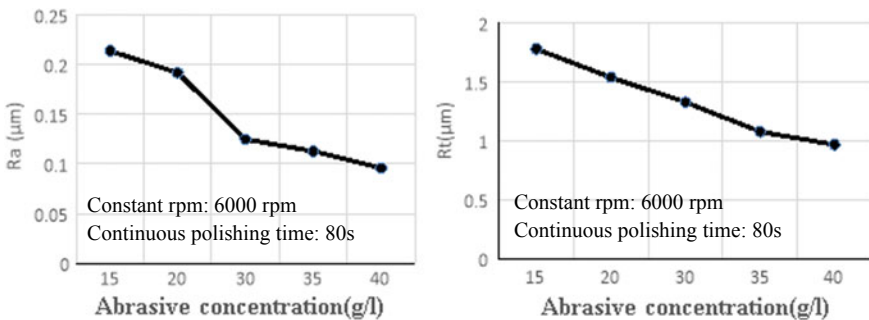 0.25
0.2
0.15
0.1
0.05
0
Ra (µm)
Constant rpm: 6000 rpm
Continuous polishing time: 80s
15 20 30 35 40
Abrasive concentration(g/l)
2
1.5
1
0.5
0
Rt(µm)
Constant rpm: 6000 rpm
Continuous polishing time: 80s
15 20 30 35 40
Abrasive concentration(g/l)